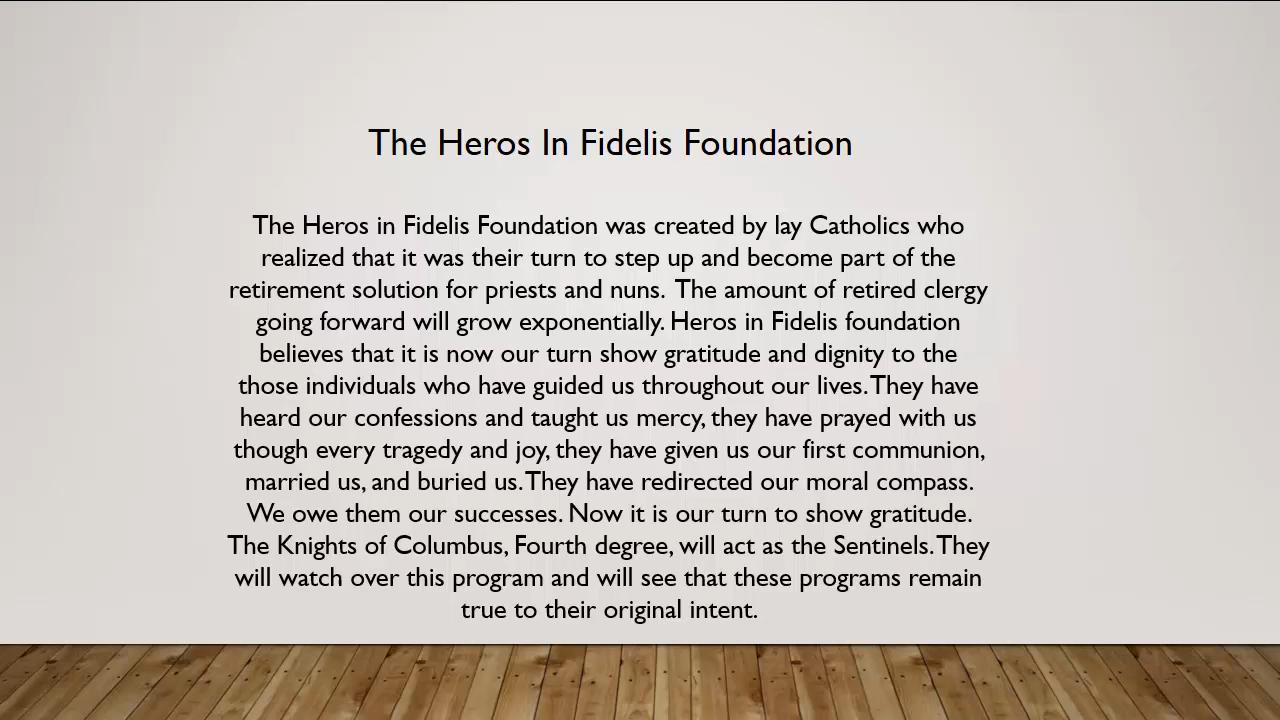 The Heros In Fidelis Foundation
The Heros in Fidelis Foundation was created by lay Catholics who
realized that it was their turn to step up and become part of the
retirement solution for priests and nuns. The amount of retired clergy
going forward will grow exponentially. Heros in Fidelis foundation
believes that it is now our turn show gratitude and dignity to the
those individuals who have guided us throughout our lives. They have
heard our confessions and taught us mercy, they have prayed with us
though every tragedy and joy, they have given us our first communion,
married us, and buried us. They have redirected our moral compass.
We owe them our successes. Now it is our turn to show gratitude.
The Knights of Columbus, Fourth degree, will act as the Sentinels. They
will watch over this program and will see that these programs remain
true to their original intent.